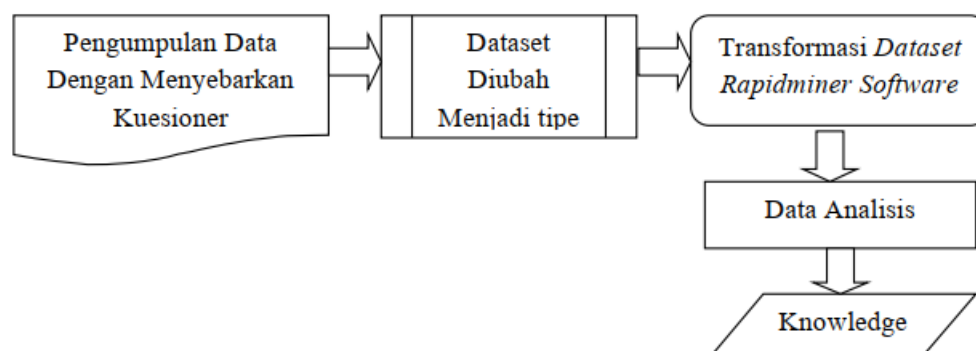 Pengumpulan Data
Dengan Menyebarkan
Kuesioner
Dataset
Diubah
Menjadi tipe
Transformasi Dataset
Rapidminer Software
Data Analisis
Knowledge